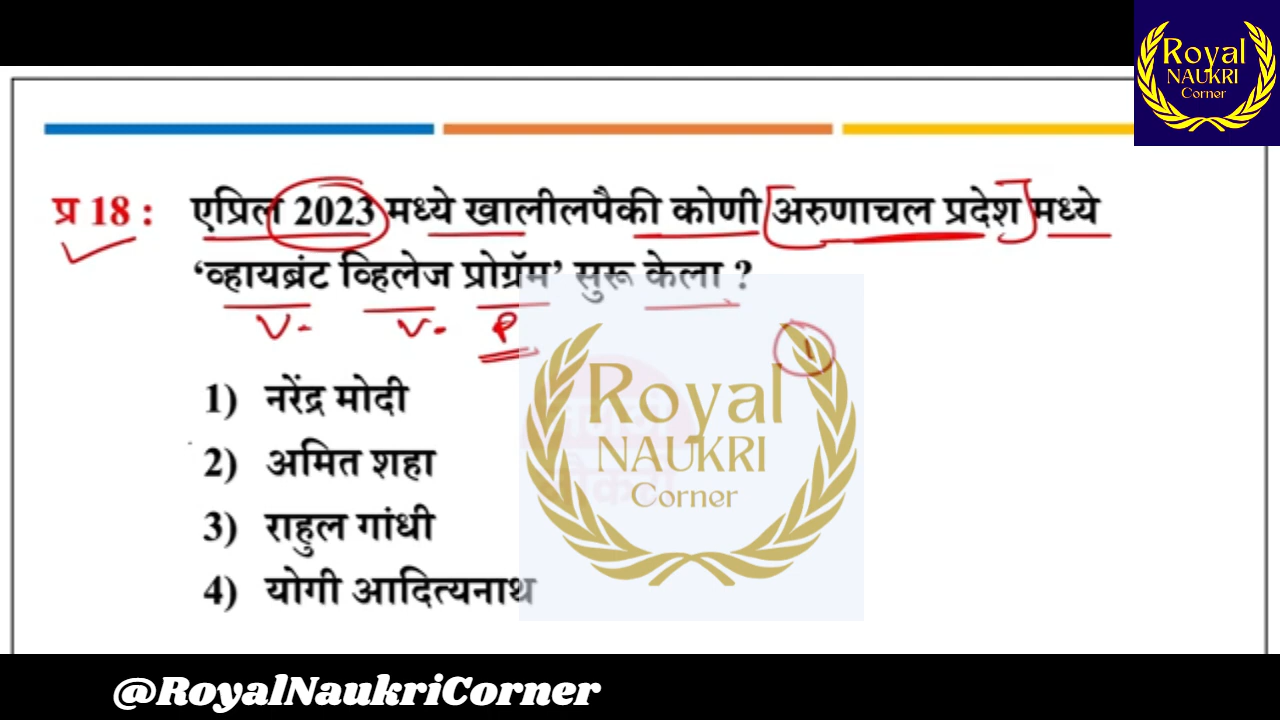 Royal
NAUKRI
Corner
प्र 18 : एप्रिल 2023 मध्ये खालीलपैकी कोणी अरुणाचल प्रदेश मध्ये
‘व्हायब्रंट व्हिलेज प्रोग्रॅम’ सुरू केला ?
V. V. P
1
1) नरेंद्र मोदी
2) अमित शहा
3) राहुल गांधी
4) योगी आदित्यनाथ
Royal
NAUKRI
Corner
@RoyalNaukriCorner